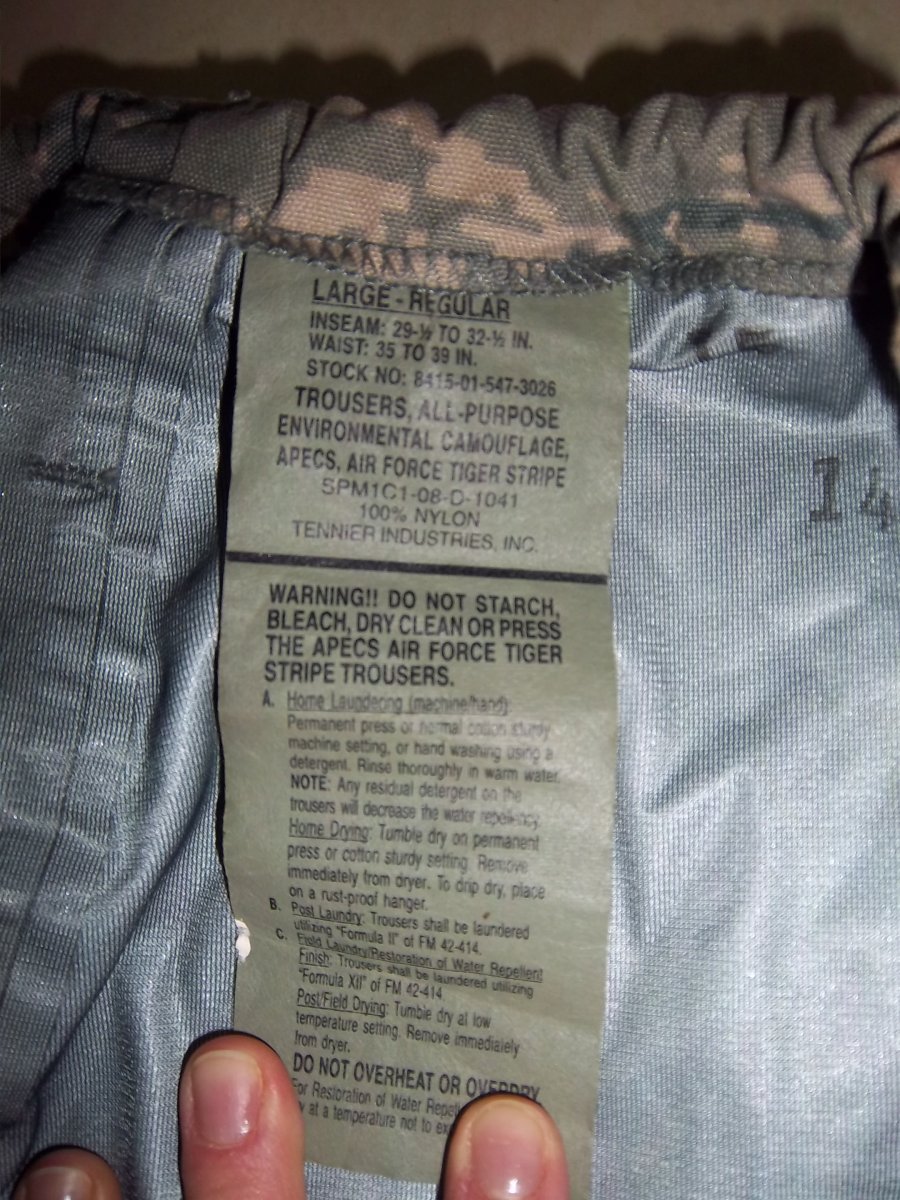 LARGE - REGULAR
INSEAM: 29-½ TO 32-½ IN.
WAIST: 35 TO 39 IN.
STOCK NO: 8415-01-547-3026
TROUSERS, ALL-PURPOSE
ENVIRONMENTAL CAMOUFLAGE,
APECS, AIR FORCE TIGER STRIPE
SPM1C1-08-D-1041
100% NYLON
TENNIER INDUSTRIES, INC.
14
WARNING!! DO NOT STARCH,
BLEACH, DRY CLEAN OR PRESS
THE APECS AIR FORCE TIGER
STRIPE TROUSERS.
A. Home Laundering (machine/hand):
Permanent press or normal cotton sturdy
machine setting, or hand washing using a
detergent. Rinse thoroughly in warm water.
NOTE: Any residual detergent on the
trousers will decrease the water repellency.
Home Drying: Tumble dry on permanent
press or cotton sturdy setting. Remove
immediately from dryer. To drip dry, place
on a rust-proof hanger.
B. Post Laundry: Trousers shall be laundered
utilizing "Formula II" of FM 42-414.
C. Field Laundry/Restoration of Water Repellent
Finish: Trousers shall be laundered utilizing
"Formula XII" of FM 42-414.
Post/Field Drying: Tumble dry at low
temperature setting. Remove immediately
from dryer.
DO NOT OVERHEAT OR OVERDRY
For Restoration of Water
at a temperature not to